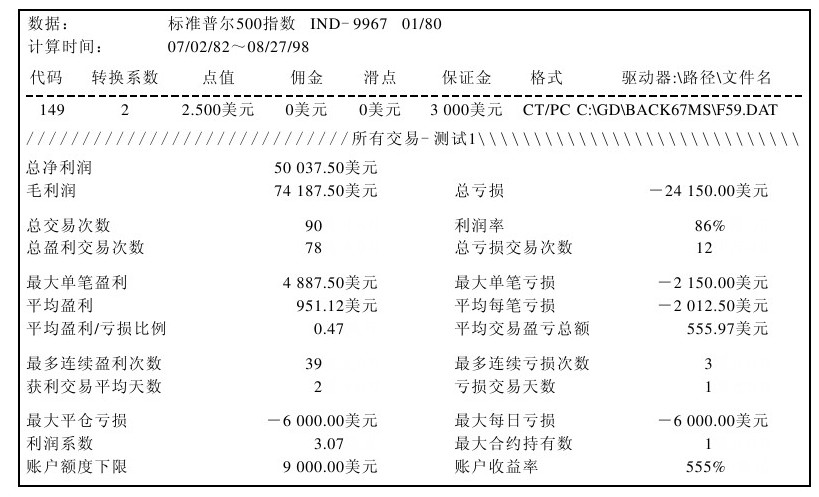 数据： 标准普尔500指数 IND-9967 01/80
计算时间： 07/02/82～08/27/98
代码 转换系数 点值 佣金 滑点 保证金 格式 驱动器:\路径\文件名
149 2 2.500美元 0美元 0美元 3 000美元 CT/PC C:\GD\BACK67MS\F59.DAT
/////////////////////////////所有交易-测试1\\\\\\\\\\\\\\\\\\\\\\\\\\\\\
总净利润 50 037.50美元
毛利润 74 187.50美元 总亏损 －24 150.00美元
总交易次数 90 利润率 86%
总盈利交易次数 78 总亏损交易次数 12
最大单笔盈利 4 887.50美元 最大单笔亏损 －2 150.00美元
平均盈利 951.12美元 平均每笔亏损 －2 012.50美元
平均盈利/亏损比例 0.47 平均交易盈亏总额 555.97美元
最多连续盈利次数 39 最多连续亏损次数 3
获利交易平均天数 2 亏损交易天数 1
最大平仓亏损 －6 000.00美元 最大每日亏损 －6 000.00美元
利润系数 3.07 最大合约持有数 1
账户额度下限 9 000.00美元 账户收益率 555%